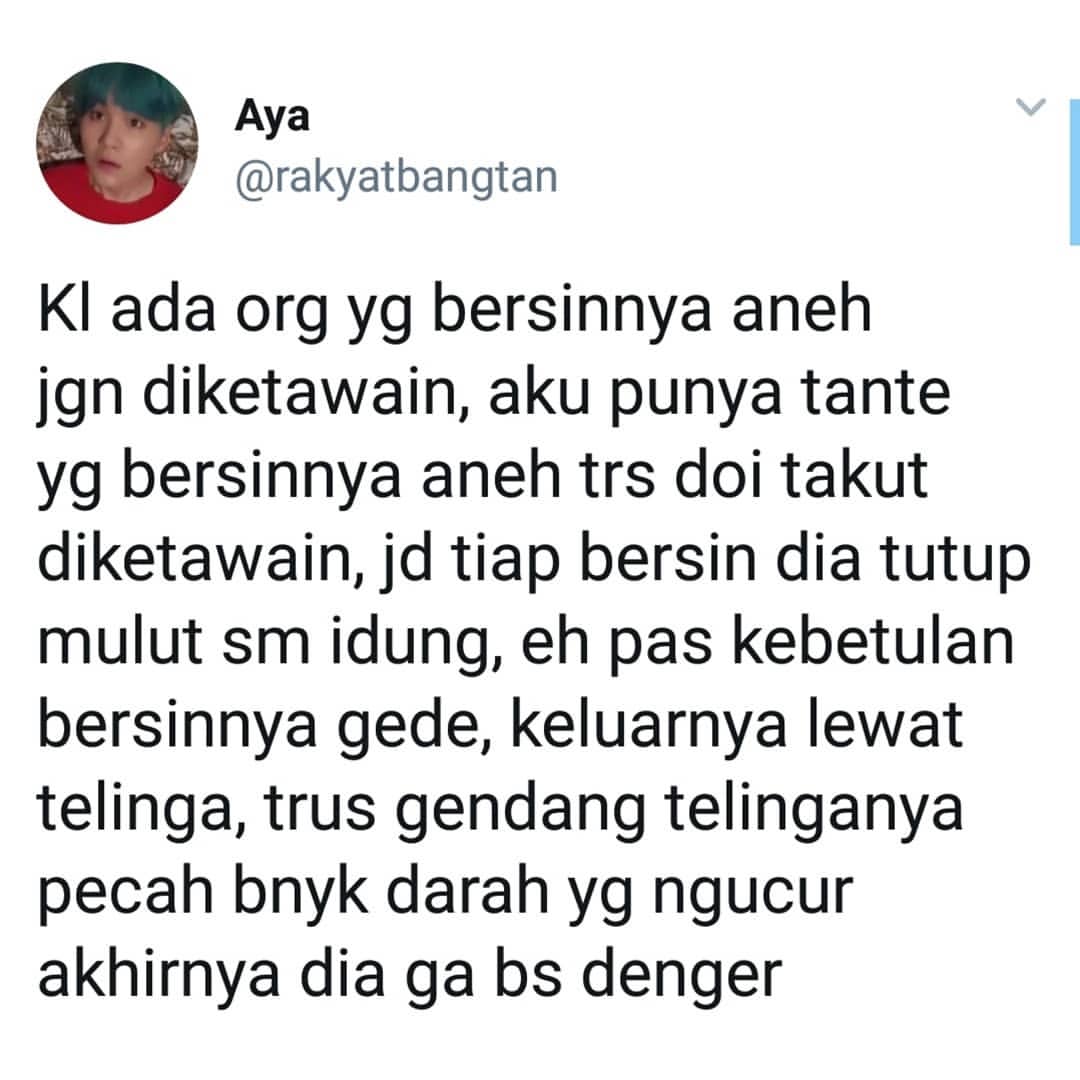 Aya
@rakyatbangtan
Kl ada org yg bersinnya aneh
jgn diketawain, aku punya tante
yg bersinnya aneh trs doi takut
diketawain, jd tiap bersin dia tutup
mulut sm idung, eh pas kebetulan
bersinnya gede, keluarnya lewat
telinga, trus gendang telinganya
pecah bnyk darah yg ngucur
akhirnya dia ga bs denger